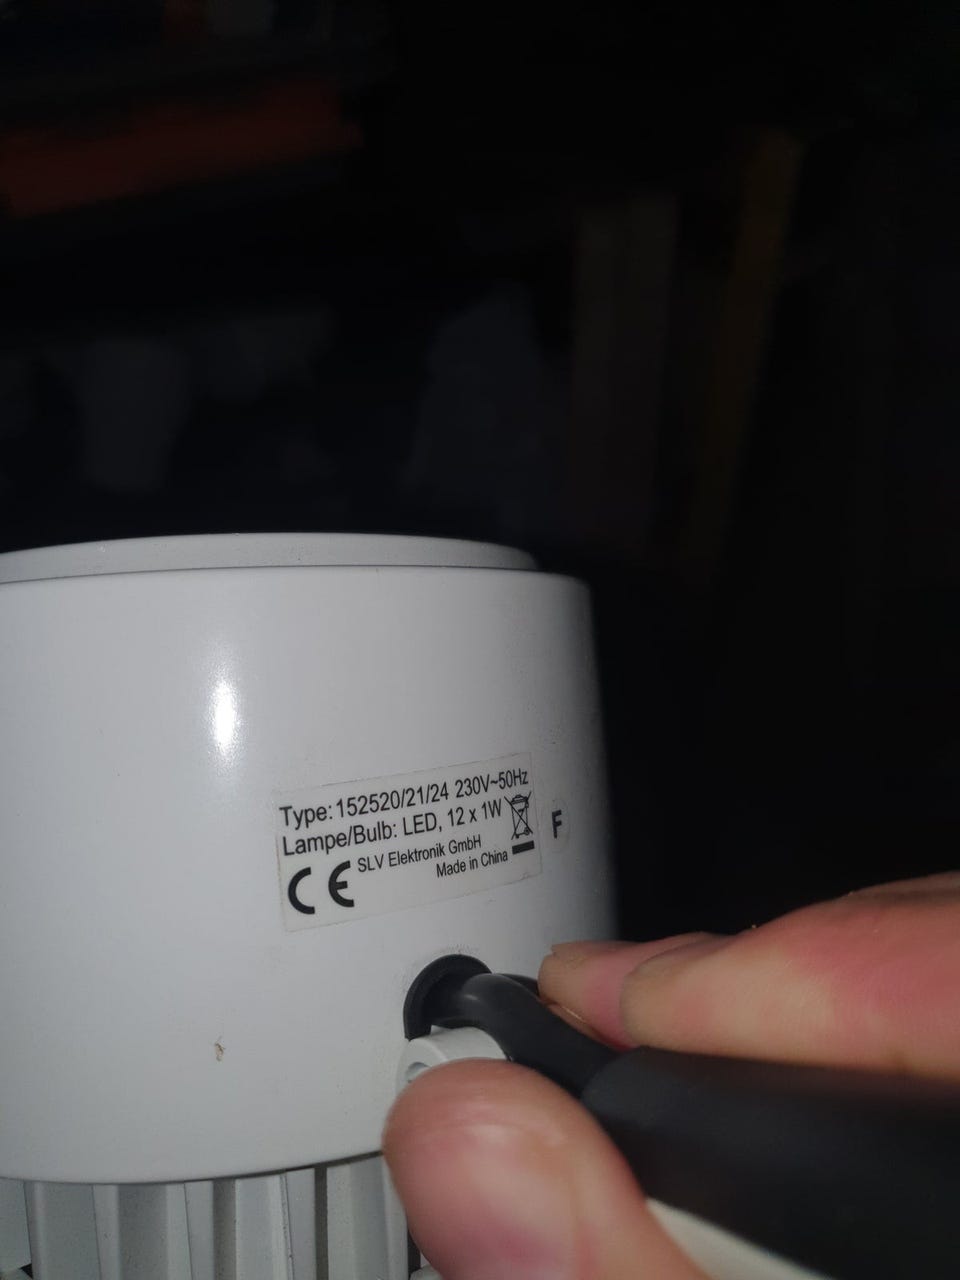 Type: 152520/21/24 230V~50Hz
Lampe/Bulb: LED, 12 x 1W
CE SLV Elektronik GmbH
Made in China
F